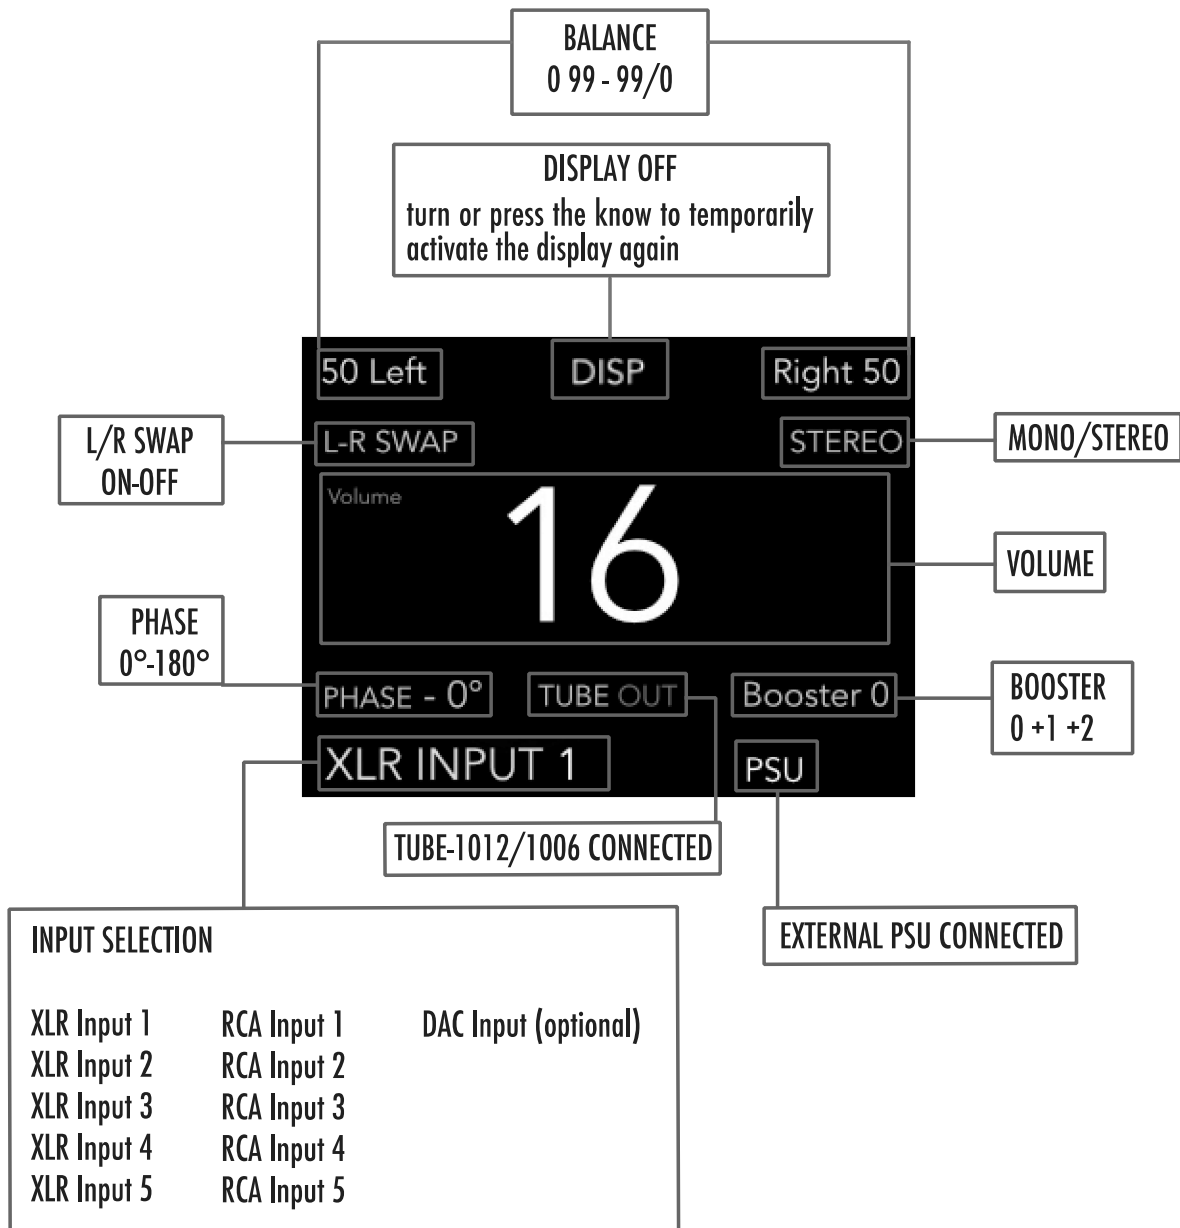 BALANCE
0 99 - 99/0
DISPLAY OFF
turn or press the know to temporarily
activate the display again
50 Left
DISP
Right 50
L/R SWAP
ON-OFF
L-R SWAP
STEREO
MONO/STEREO
Volume
16
VOLUME
PHASE
0°-180°
PHASE - 0°
TUBE OUT
Booster 0
BOOSTER
0 +1 +2
XLR INPUT 1
PSU
TUBE-1012/1006 CONNECTED
EXTERNAL PSU CONNECTED
INPUT SELECTION
XLR Input 1 RCA Input 1 DAC Input (optional)
XLR Input 2 RCA Input 2
XLR Input 3 RCA Input 3
XLR Input 4 RCA Input 4
XLR Input 5 RCA Input 5